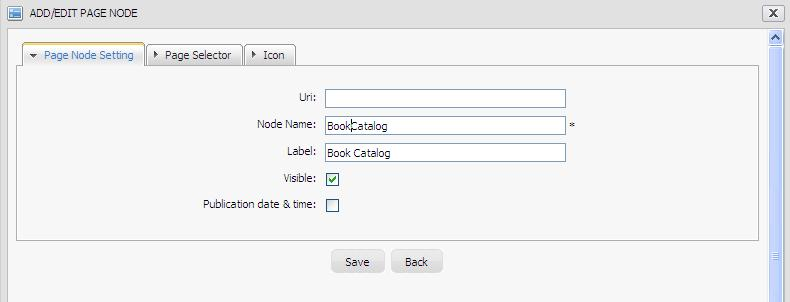 ADD/EDIT PAGE NODE
Page Node Setting Page Selector Icon
Uri:
Node Name: BookCatalog *
Label: Book Catalog
Visible:
Publication date & time:
Save Back